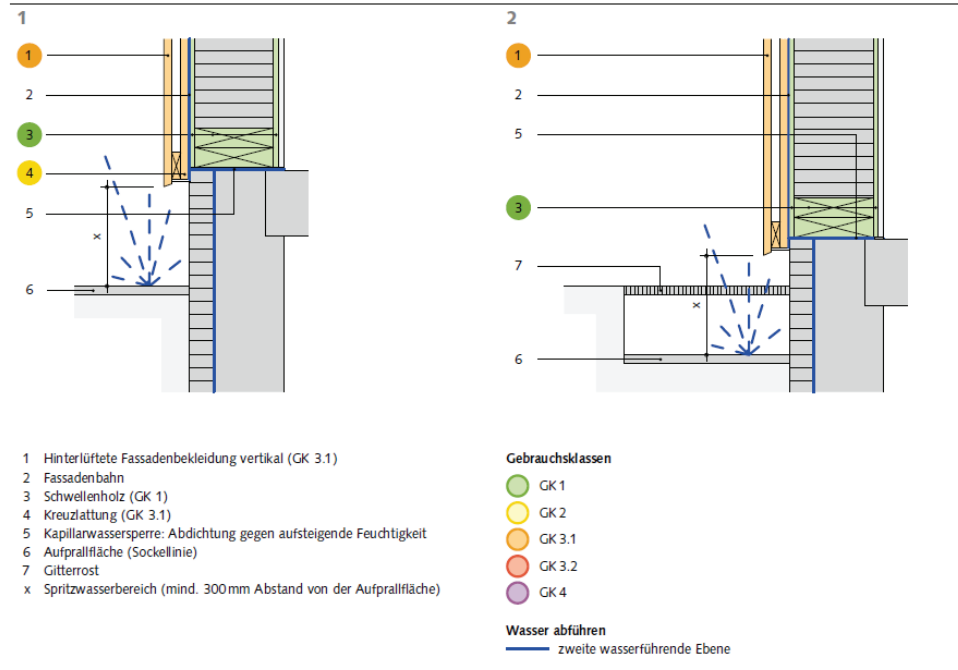 1
1
2
3
4
5
x
6
2
1
2
5
3
7
x
6
1 Hinterlüftete Fassadenbekleidung vertikal (GK 3.1)
2 Fassadenbahn
3 Schwellenholz (GK 1)
4 Kreuzlattung (GK 3.1)
5 Kapillarwassersperre: Abdichtung gegen aufsteigende Feuchtigkeit
6 Aufprallfläche (Sockellinie)
7 Gitterrost
x Spritzwasserbereich (mind. 300 mm Abstand von der Aufprallfläche)
Gebrauchsklassen
GK 1
GK 2
GK 3.1
GK 3.2
GK 4
Wasser abführen
zweite wasserführende Ebene